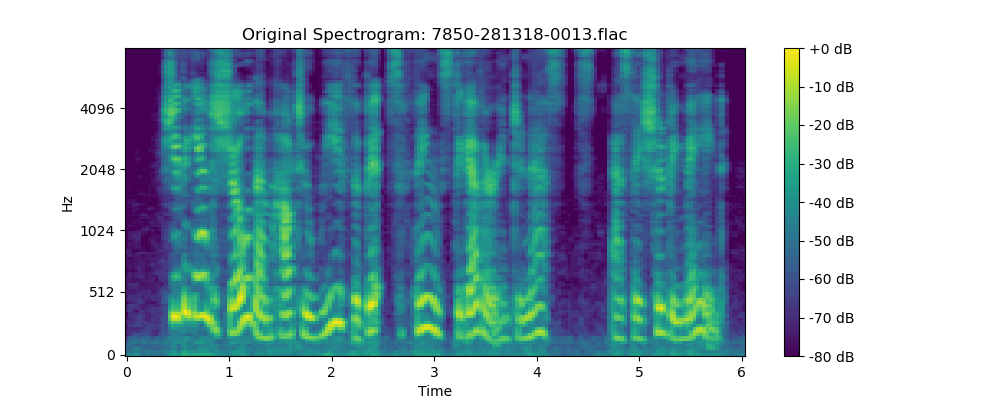 Original Spectrogram: 7850-281318-0013.flac
Hz
4096
2048
1024
512
0
0 1 2 3 4 5 6
Time
+0 dB
-10 dB
-20 dB
-30 dB
-40 dB
-50 dB
-60 dB
-70 dB
-80 dB